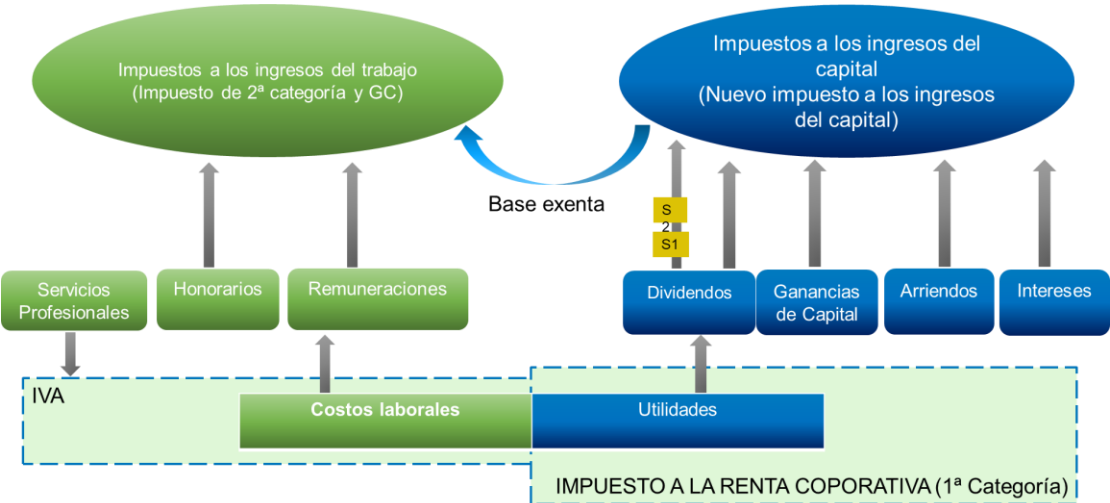 Impuestos a los ingresos del trabajo
(Impuesto de 2ª categoría y GC)
Impuestos a los ingresos del
capital
(Nuevo impuesto a los ingresos
del capital)
Base exenta
S
2
S1
Servicios
Profesionales
Honorarios
Remuneraciones
Dividendos
Ganancias
de Capital
Arriendos
Intereses
IVA
Costos laborales
Utilidades
IMPUESTO A LA RENTA COPORATIVA (1ª Categoría)